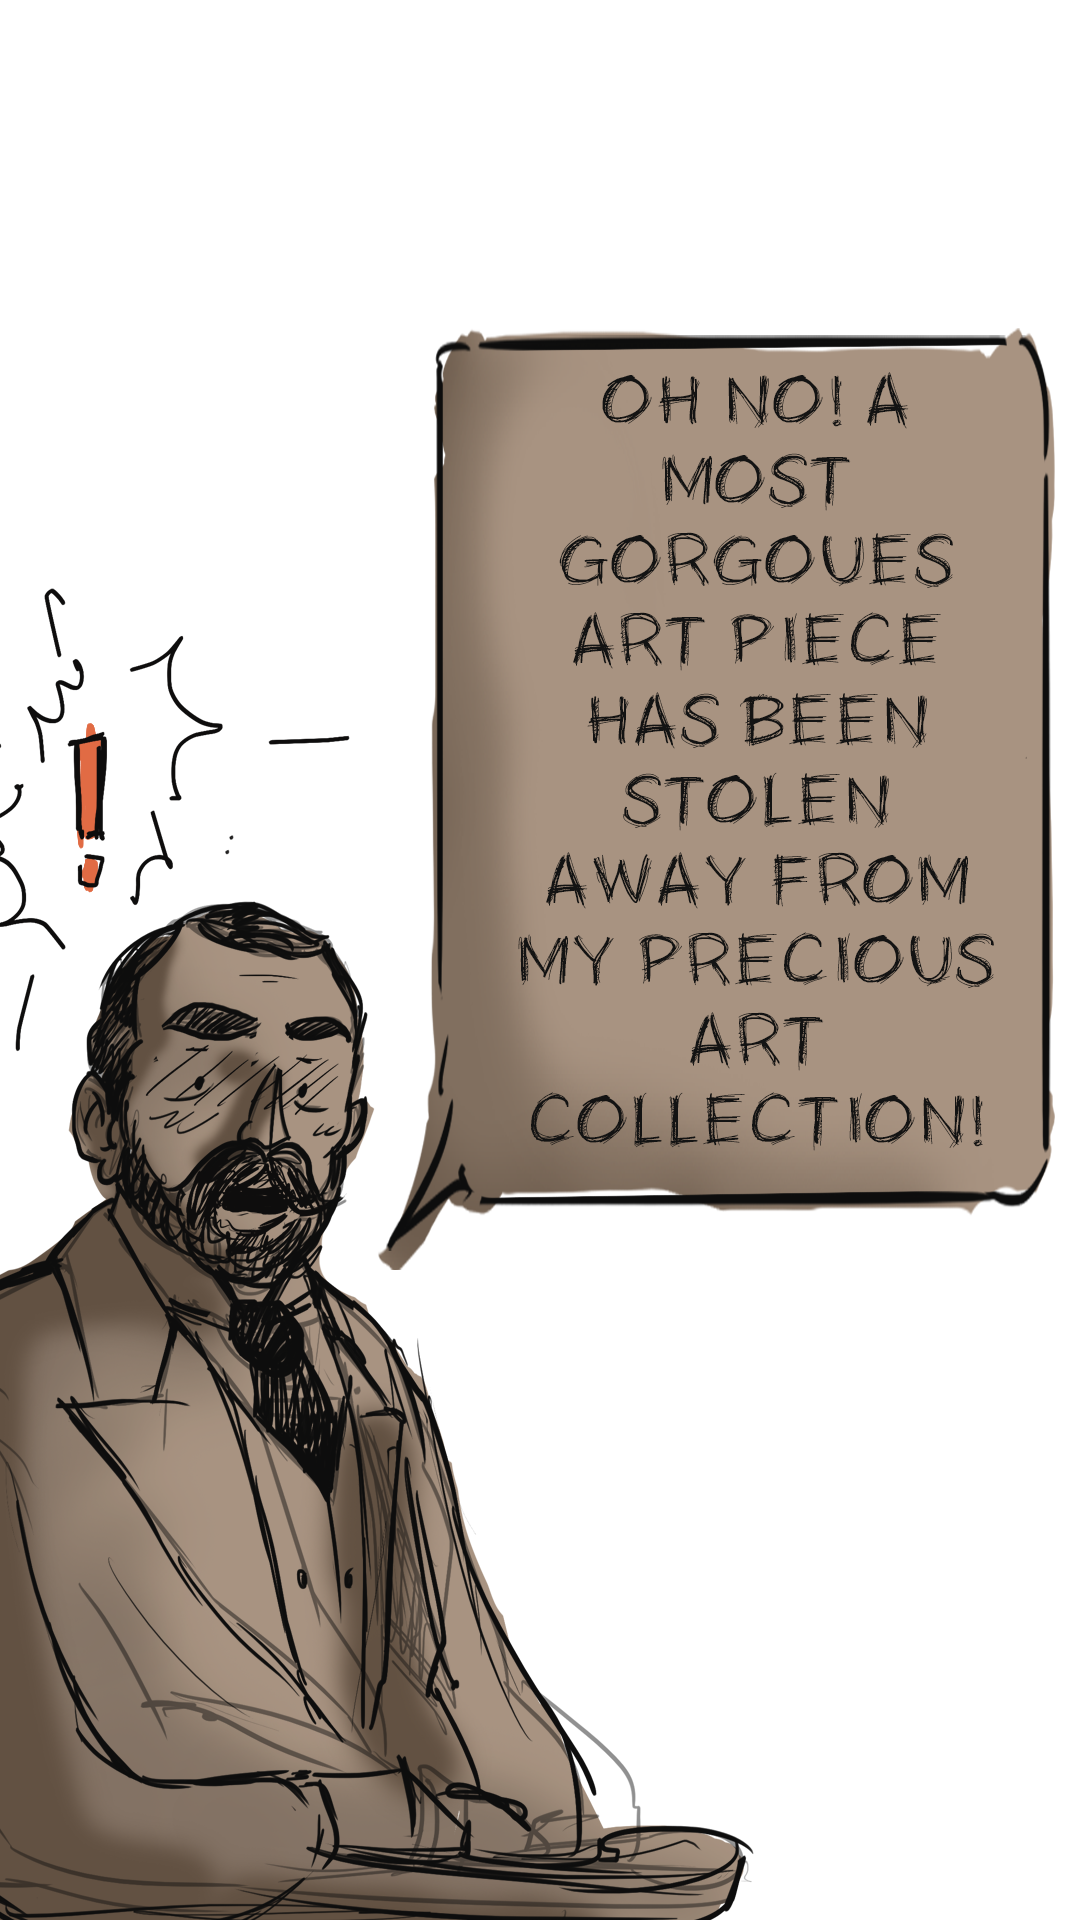 !
OH NO! A
MOST
GORGOUES
ART PIECE
HAS BEEN
STOLEN
AWAY FROM
MY PRECIOUS
ART
COLLECTION!